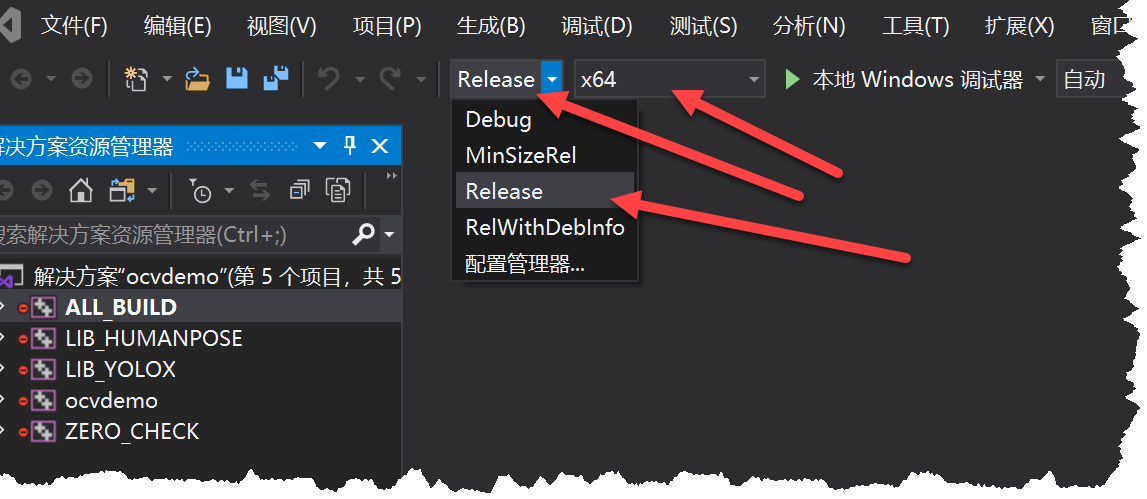 文件(F) 编辑(E) 视图(V) 项目(P) 生成(B) 调试(D) 测试(S) 分析(N) 工具(T) 扩展(X) 窗口
Release x64 本地 Windows 调试器 自动
Debug
MinSizeRel
Release
RelWithDebInfo
配置管理器...
解决方案资源管理器
搜索解决方案资源管理器(Ctrl+;)
解决方案“ocvdemo”(第 5 个项目，共 5
ALL_BUILD
LIB_HUMANPOSE
LIB_YOLOX
ocvdemo
ZERO_CHECK